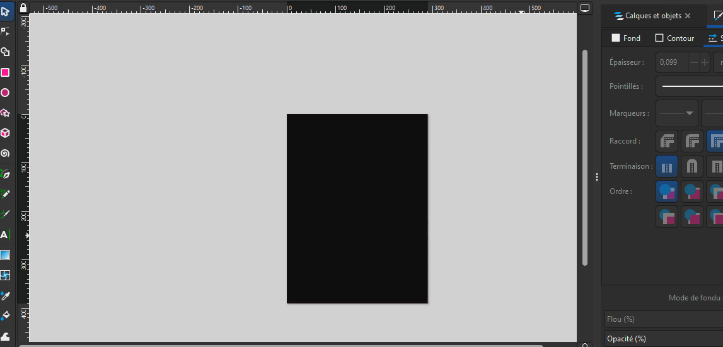 -500
-400
-300
-200
-100
0
100
200
300
400
500
Calques et objets
Fond
Contour
Épaisseur :
0,099
Pointillés :
Marqueurs :
Raccord :
Terminaison :
Ordre :
Mode de fondu
Flou (%)
Opacité (%)